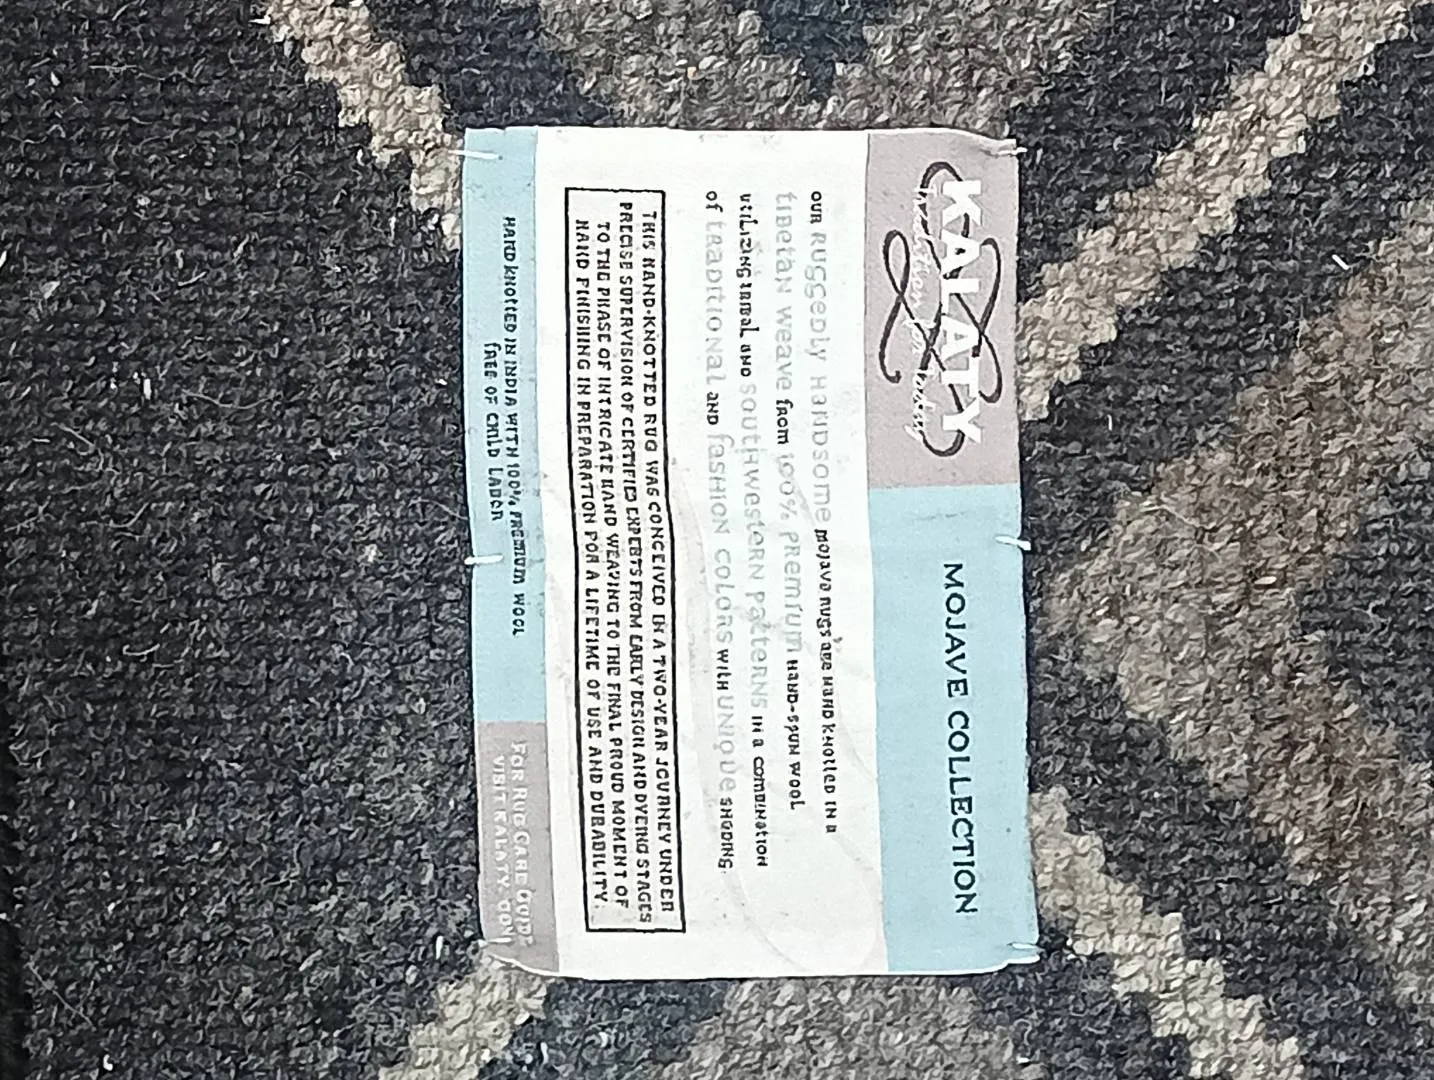 KALATY
MOJAVE COLLECTION
OUR RUGGEDLY HANDSOME MOJAVE RUGS ARE HAND KNOTTED IN A
TIBETAN WEAVE FROM 100% PREMIUM HAND-SPUN WOOL
UTILIZING TRIBAL AND SOUTHWESTERN PATTERNS IN A COMBINATION
OF TRADITIONAL AND FASHION COLORS WITH UNIQUE SHADING.
THIS HAND-KNOTTED RUG WAS CONCEIVED IN A TWO-YEAR JOURNEY UNDER
PRECISE SUPERVISION OF CERTIFIED EXPERTS FROM EARLY DESIGN AND DYEING STAGES
TO THE PHASE OF INTRICATE HAND WEAVING TO THE FINAL PROUD MOMENT OF
HAND FINISHING IN PREPARATION FOR A LIFETIME OF USE AND DURABILITY.
HAND KNOTTED IN INDIA WITH 100% PREMIUM WOOL
FREE OF CHILD LABOR
FOR RUG CARE GUIDE
VISIT KALATY.COM